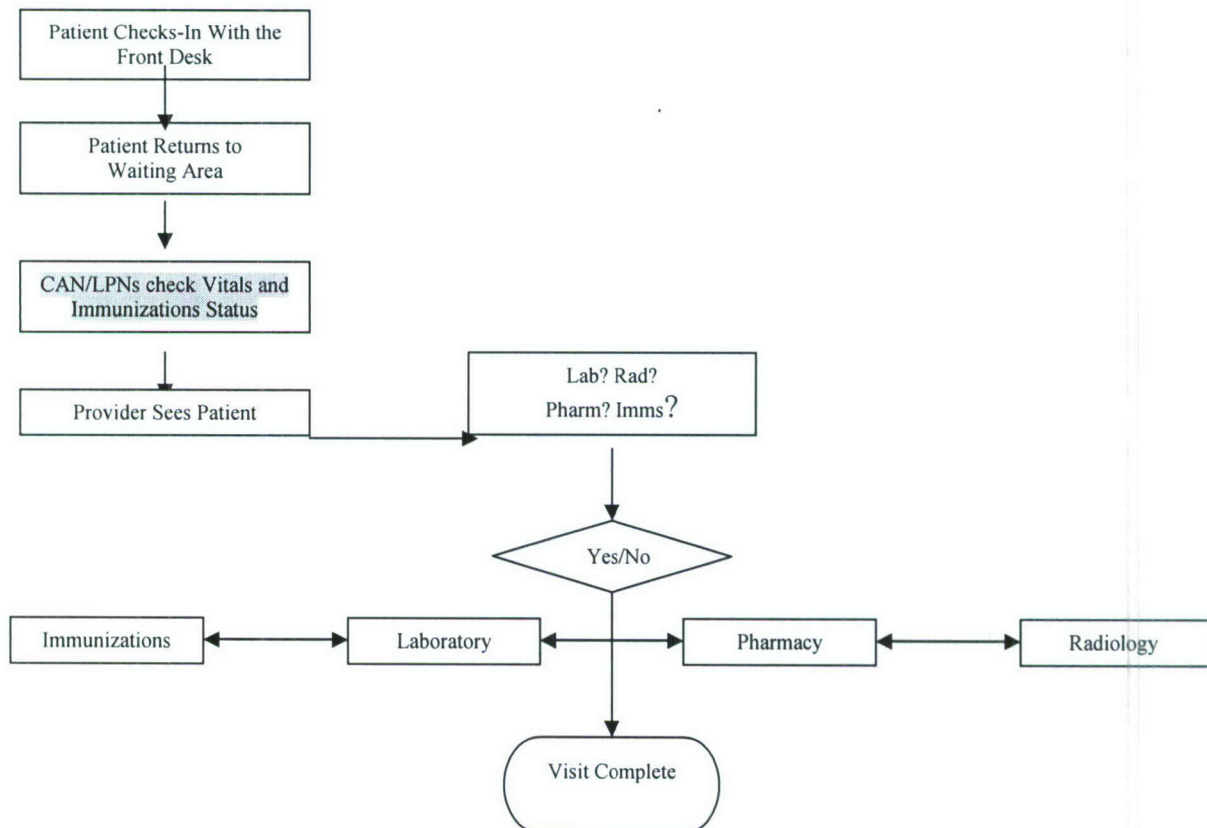 Patient Checks-In With the
Front Desk
Patient Returns to
Waiting Area
CAN/LPNs check Vitals and
Immunizations Status
Provider Sees Patient
Lab? Rad?
Pharm? Imms?
Yes/No
Immunizations
Laboratory
Pharmacy
Radiology
Visit Complete